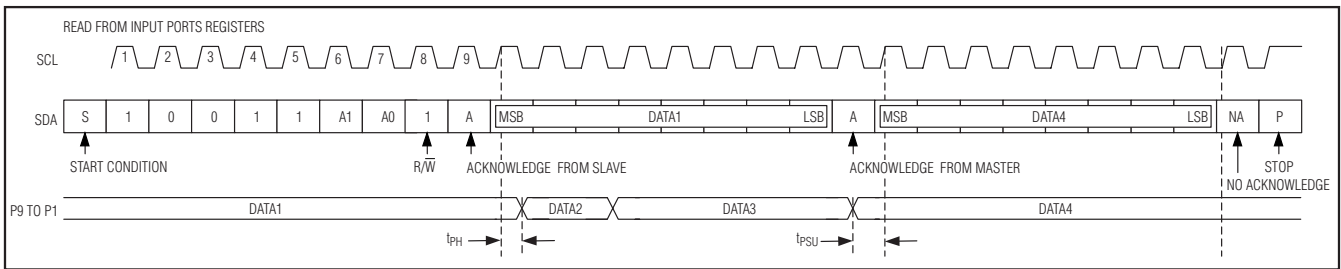 READ FROM INPUT PORTS REGISTERS
SCL 1 2 3 4 5 6 7 8 9
SDA S 1 0 0 1 1 A1 A0 1 A MSB DATA1 LSB A MSB DATA4 LSB NA P
START CONDITION R/W̅ ACKNOWLEDGE FROM SLAVE ACKNOWLEDGE FROM MASTER STOP
NO ACKNOWLEDGE
P9 TO P1 DATA1 DATA2 DATA3 DATA4
tPH tPSU